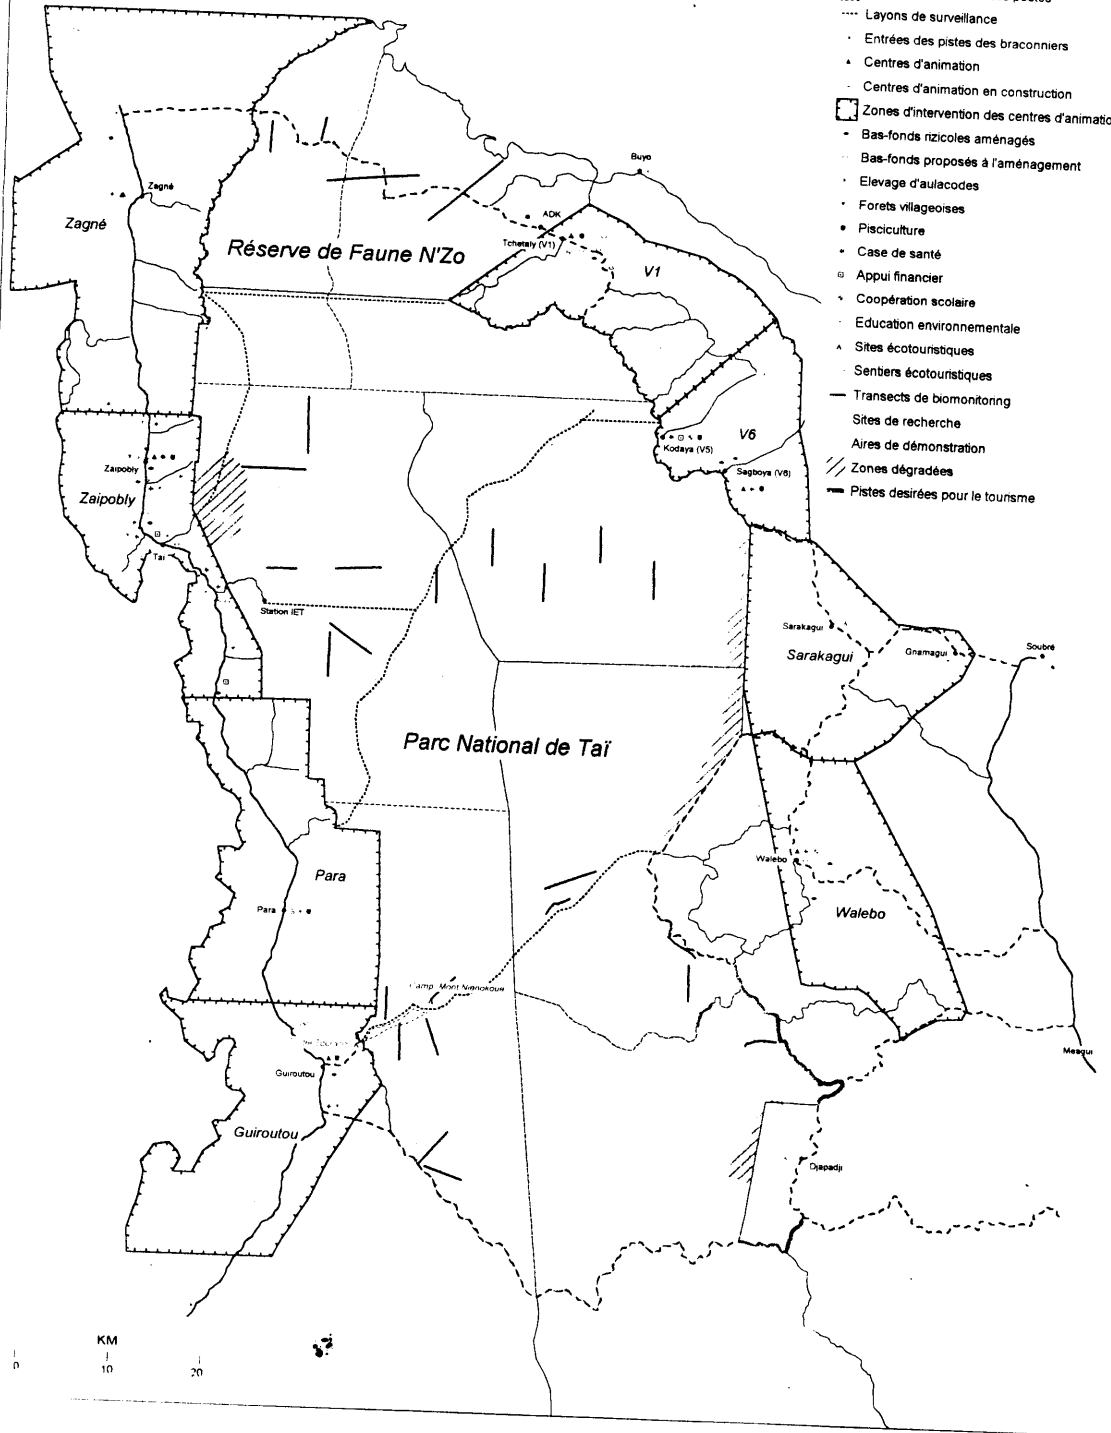 Layons de surveillance
Entrées des pistes des braconniers
Centres d'animation
Centres d'animation en construction
Zones d'intervention des centres d'animatio
Bas-fonds rizicoles aménagés
Bas-fonds proposés à l'aménagement
Elevage d'aulacodes
Forets villageoises
Pisciculture
Case de santé
Appui financier
Coopération scolaire
Education environnementale
Sites écotouristiques
Sentiers écotouristiques
Transects de biomonitoring
Sites de recherche
Aires de démonstration
Zones dégradées
Pistes desirées pour le tourisme
Buyo
Zagné
Zagné
ADK
Tchetaly (V1)
Réserve de Faune N'Zo
V1
V6
Kodaya (V5)
Sagboya (V6)
Zaipobly
Zaipobly
Taï
Station IET
Sarakagui
Sarakagui
Gnamagui
Soubré
Parc National de Taï
Walebo
Walebo
Para
Para
Camp. Mont Nienokoué
Guiroutou
Guiroutou
Meagui
Djapadji
KM
0 10 20